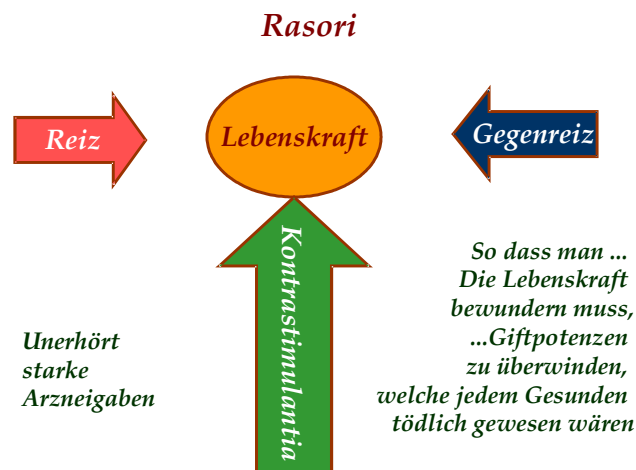 Rasori
Reiz
Lebenskraft
Gegenreiz
Kontrastimulantia
Unerhört
starke
Arzneigaben
So dass man ...
Die Lebenskraft
bewundern muss,
...Giftpotenzen
zu überwinden,
welche jedem Gesunden
tödlich gewesen wären